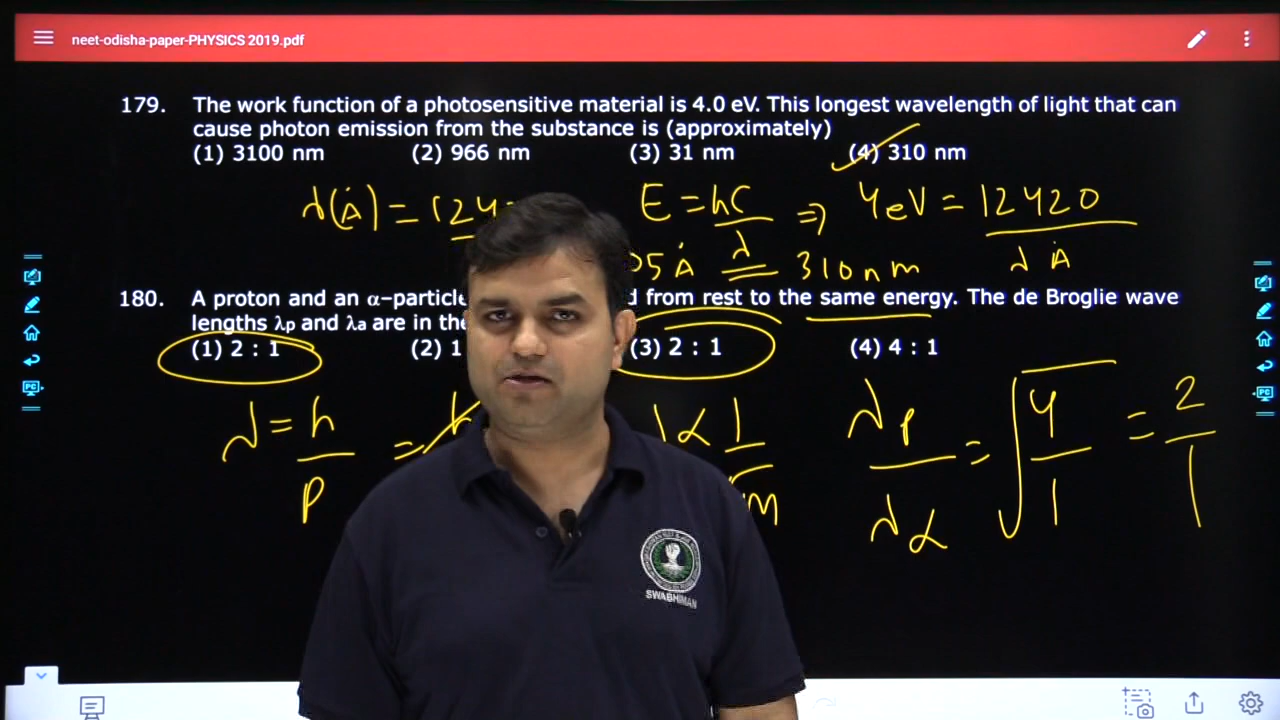 neet-odisha-paper-PHYSICS 2019.pdf
179. The work function of a photosensitive material is 4.0 eV. This longest wavelength of light that can
cause photon emission from the substance is (approximately)
(1) 3100 nm (2) 966 nm (3) 31 nm (4) 310 nm
λ(Å) = 124 E = hC/λ ⇒ 4eV = 12420/λ Å
05 Å 310nm
180. A proton and an α-particle d from rest to the same energy. The de Broglie wave
lengths λp and λa are in the
(1) 2 : 1 (2) 1 (3) 2 : 1 (4) 4 : 1
λ = h/p = λ α 1/√m λp/λα = √4/1 = 2/1
SWABHIMAN
PC PC